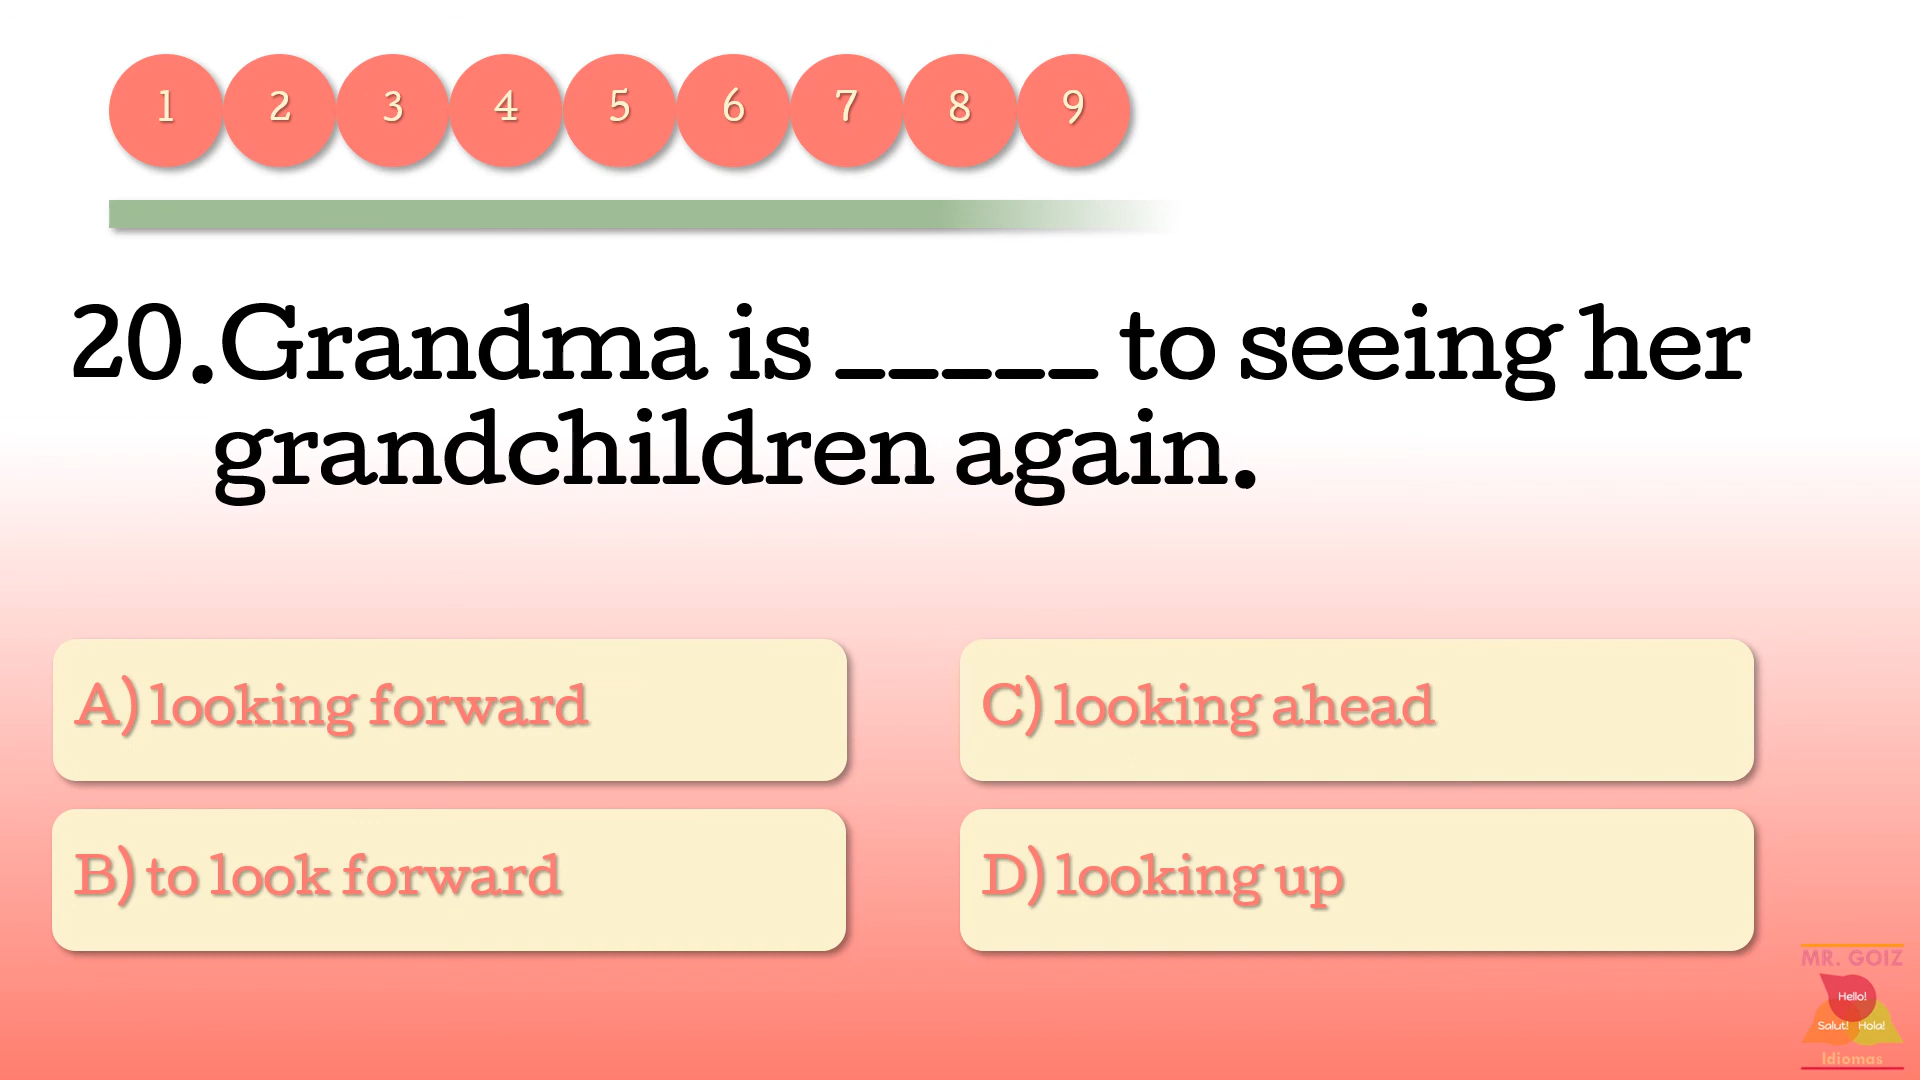 1 2 3 4 5 6 7 8 9
20.Grandma is _____ to seeing her
grandchildren again.
A) looking forward
C) looking ahead
B) to look forward
D) looking up
MR. GOIZ
Hello!
Salut! Hola!
Idiomas